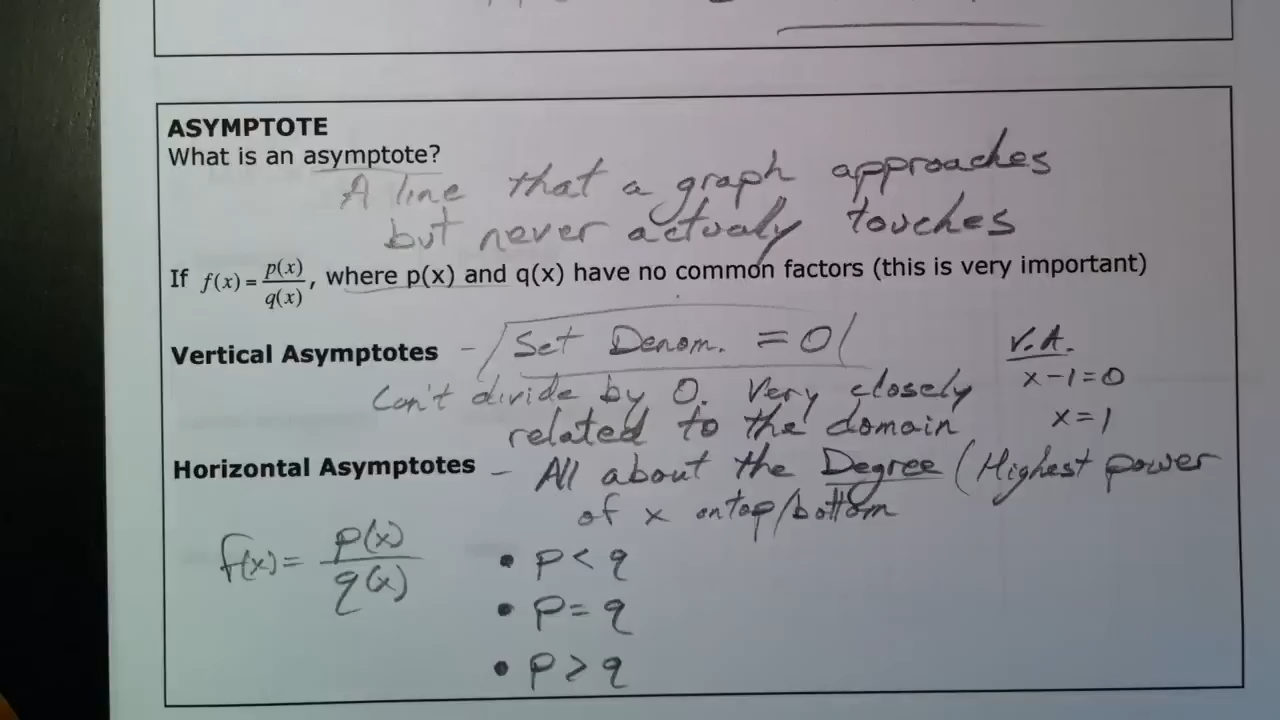 ASYMPTOTE
What is an asymptote?
A line that a graph approaches
but never actualy touches
If f(x) = p(x)/q(x), where p(x) and q(x) have no common factors (this is very important)
Vertical Asymptotes - Set Denom. = 0
V.A.
x-1=0
x=1
Can't divide by 0. Very closely
related to the domain
Horizontal Asymptotes - All about the Degree (Highest power
of x on top/bottom
f(x) = p(x)/q(x)
• p < q
• p = q
• p > q